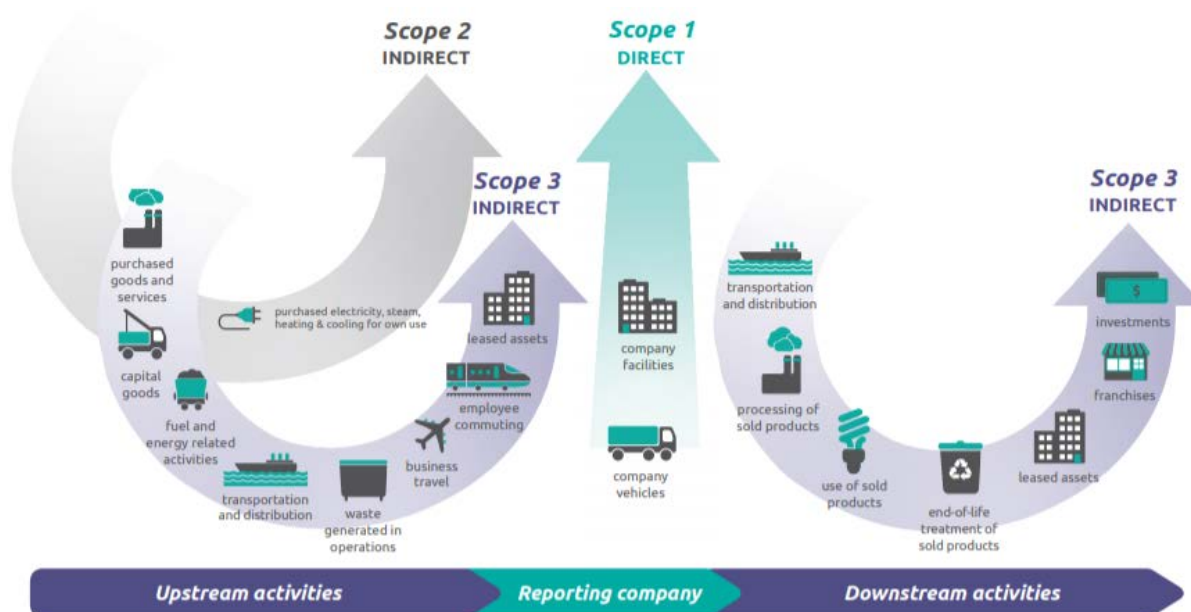 Scope 2
INDIRECT
Scope 1
DIRECT
Scope 3
INDIRECT
Scope 3
INDIRECT
purchased
goods and
services
purchased electricity, steam,
heating & cooling for own use
capital
goods
fuel and
energy related
activities
transportation
and distribution
waste
generated in
operations
business
travel
employee
commuting
leased assets
company
facilities
company
vehicles
transportation
and distribution
processing of
sold products
use of sold
products
end-of-life
treatment of
sold products
leased assets
franchises
$
investments
Upstream activities
Reporting company
Downstream activities